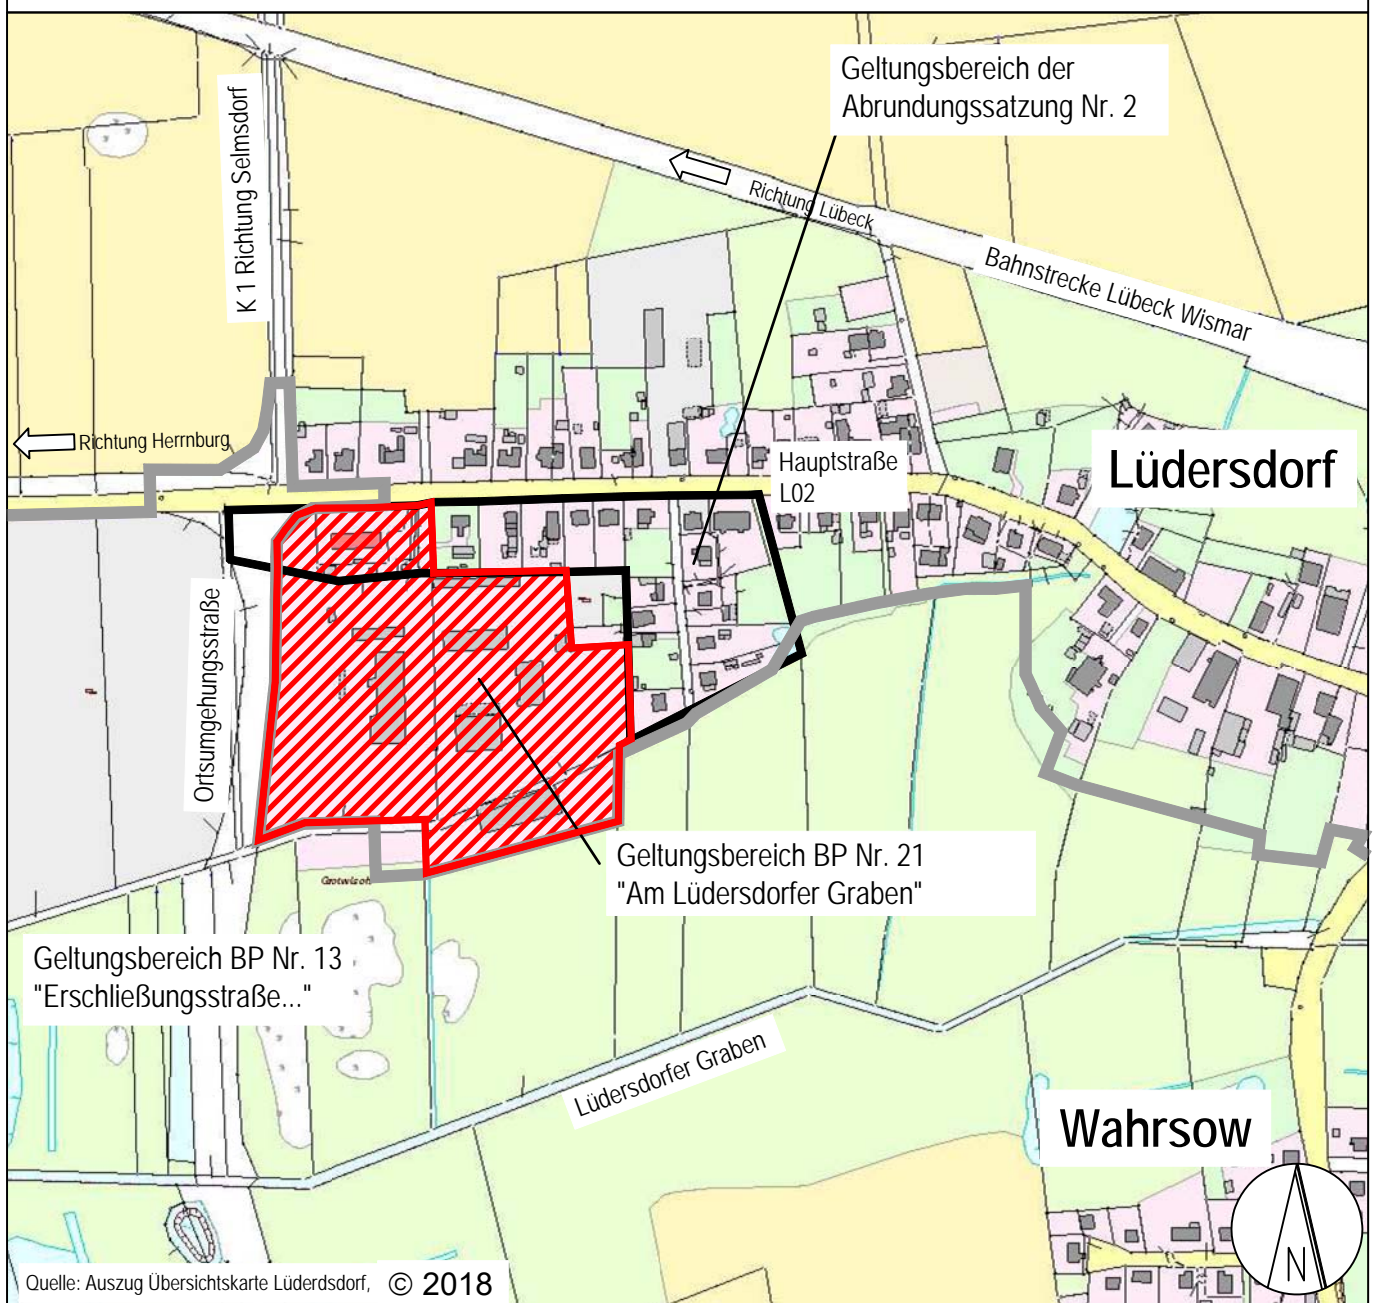 Geltungsbereich der
Abrundungssatzung Nr. 2
K 1 Richtung Selmsdorf
Richtung Lübeck
Bahnstrecke Lübeck Wismar
Richtung Herrnburg
Hauptstraße
L02
Lüdersdorf
Ortsumgehungsstraße
Geltungsbereich BP Nr. 21
"Am Lüdersdorfer Graben"
Grotwisch
Geltungsbereich BP Nr. 13
"Erschließungsstraße..."
Lüdersdorfer Graben
Wahrsow
N
Quelle: Auszug Übersichtskarte Lüderdsdorf, © 2018